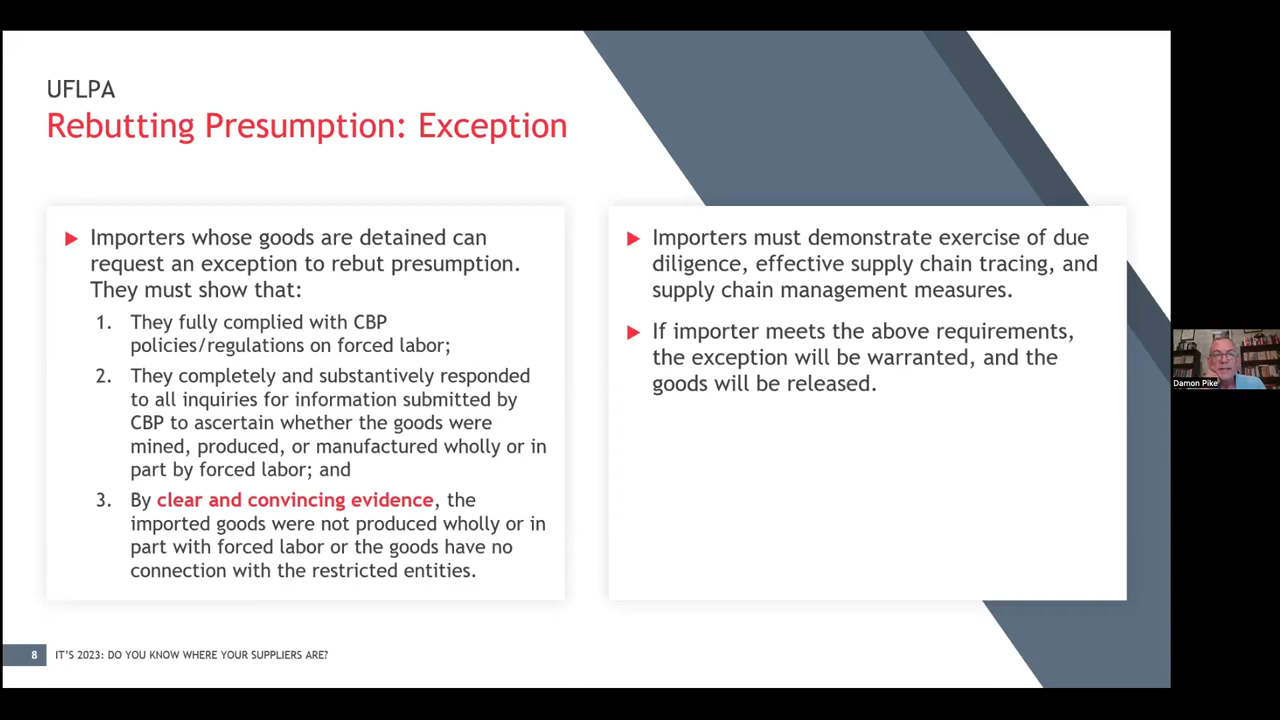 UFLPA
Rebutting Presumption: Exception
Importers whose goods are detained can
request an exception to rebut presumption.
They must show that:
1. They fully complied with CBP
policies/regulations on forced labor;
2. They completely and substantively responded
to all inquiries for information submitted by
CBP to ascertain whether the goods were
mined, produced, or manufactured wholly or in
part by forced labor; and
3. By clear and convincing evidence, the
imported goods were not produced wholly or in
part with forced labor or the goods have no
connection with the restricted entities.
Importers must demonstrate exercise of due
diligence, effective supply chain tracing, and
supply chain management measures.
If importer meets the above requirements,
the exception will be warranted, and the
goods will be released.
Damon Pike
8 IT'S 2023: DO YOU KNOW WHERE YOUR SUPPLIERS ARE?